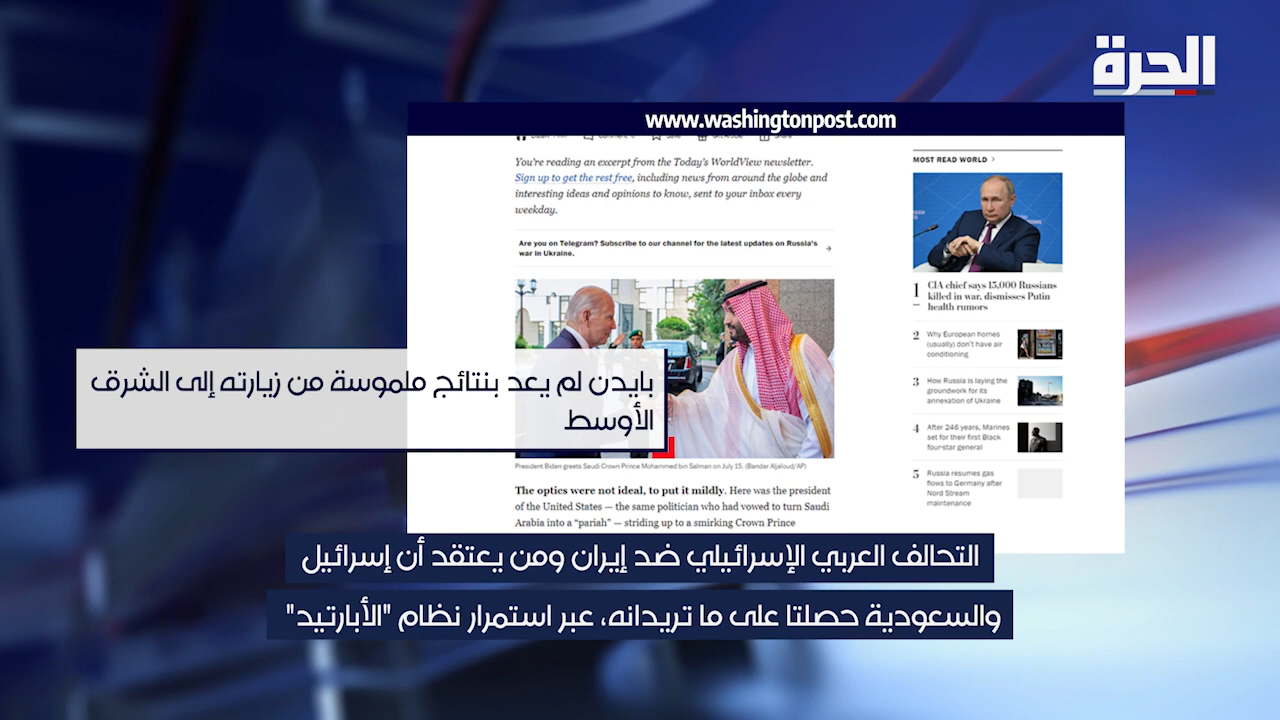 الحرة
www.washingtonpost.com
You're reading an excerpt from the Today's WorldView newsletter.
Sign up to get the rest free, including news from around the globe and
interesting ideas and opinions to know, sent to your inbox every
weekday.
Are you on Telegram? Subscribe to our channel for the latest updates on Russia's
war in Ukraine.
President Biden greets Saudi Crown Prince Mohammed bin Salman on July 15. (Bandar Aljaloud/AP)
The optics were not ideal, to put it mildly. Here was the president
of the United States — the same politician who had vowed to turn Saudi
Arabia into a “pariah” — striding up to a smirking Crown Prince
MOST READ WORLD >
1 CIA chief says 15,000 Russians
killed in war, dismisses Putin
health rumors
2 Why European homes
(usually) don't have air
conditioning
3 How Russia is laying the
groundwork for its
annexation of Ukraine
4 After 246 years, Marines
set for their first Black
four-star general
5 Russia resumes gas
flows to Germany after
Nord Stream
maintenance
بايدن لم يعد بنتائج ملموسة من زيارته إلى الشرق
الأوسط
التحالف العربي الإسرائيلي ضد إيران ومن يعتقد أن إسرائيل
والسعودية حصلتا على ما تريدانه، عبر استمرار نظام "الأبارتيد"